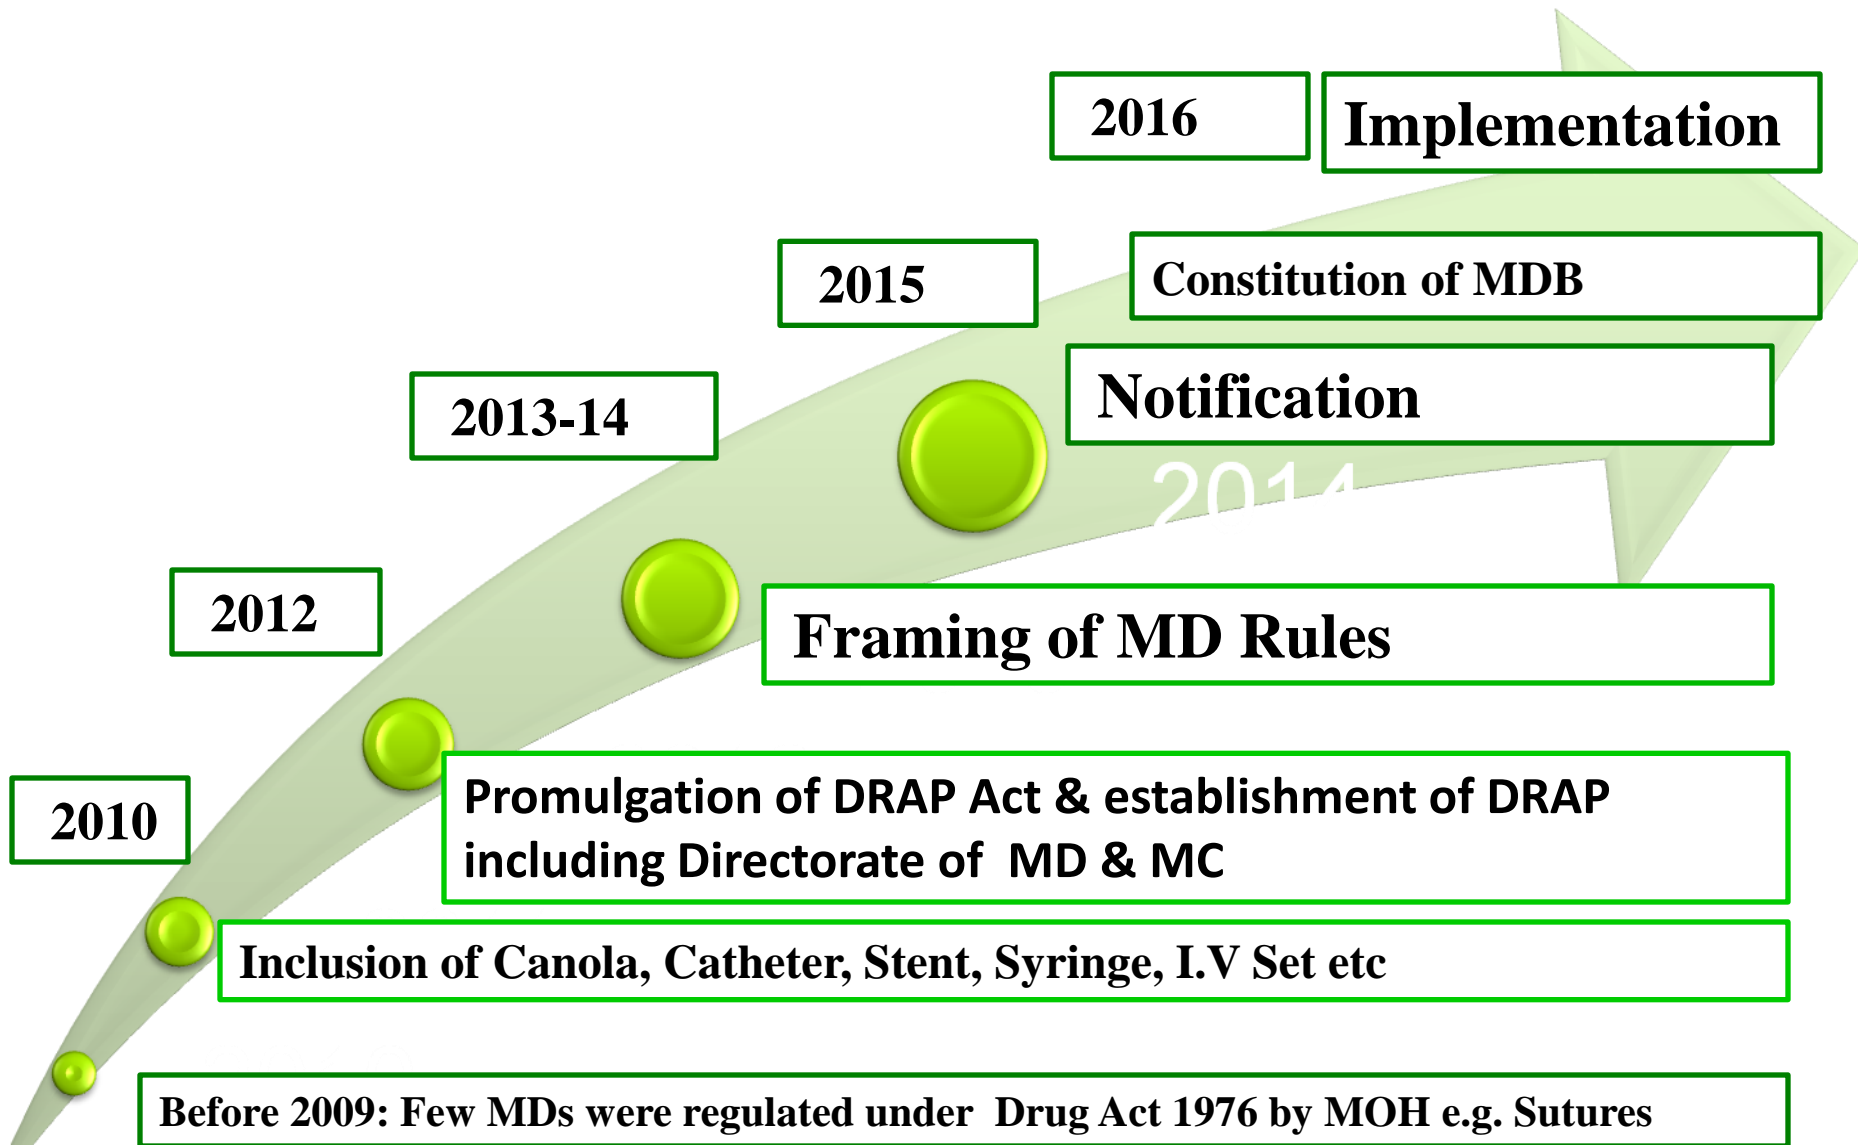 2016
Implementation
2015
Constitution of MDB
2013-14
Notification
2014
2012
Framing of MD Rules
2010
Promulgation of DRAP Act & establishment of DRAP
including Directorate of MD & MC
Inclusion of Canola, Catheter, Stent, Syringe, I.V Set etc
Before 2009: Few MDs were regulated under Drug Act 1976 by MOH e.g. Sutures